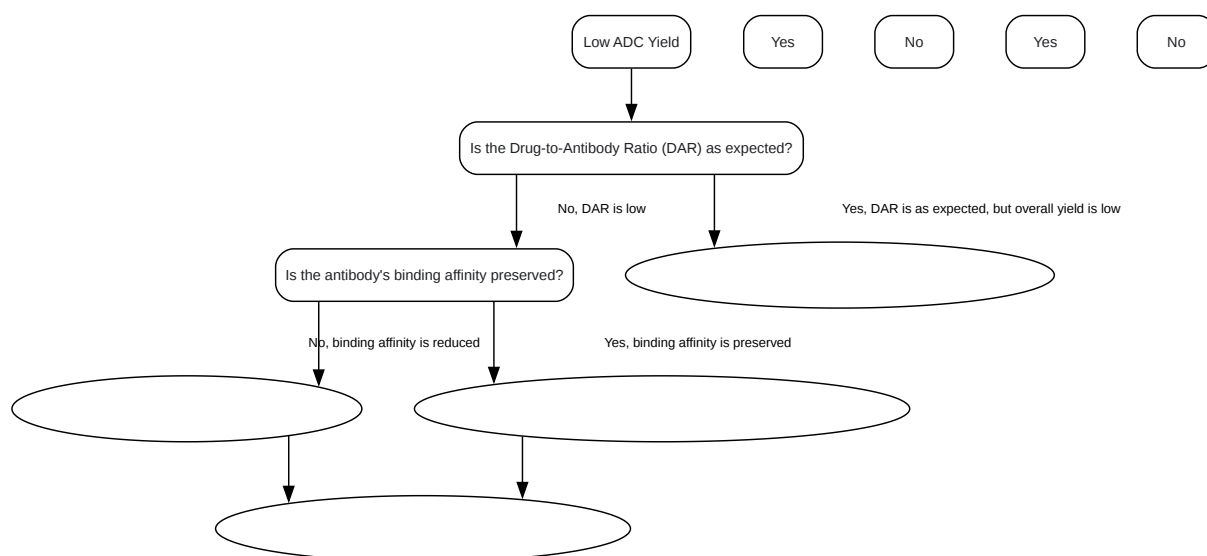 Low ADC Yield
Yes
No
Yes
No
Is the Drug-to-Antibody Ratio (DAR) as expected?
No, DAR is low
Yes, DAR is as expected, but overall yield is low
Is the antibody's binding affinity preserved?
No, binding affinity is reduced
Yes, binding affinity is preserved